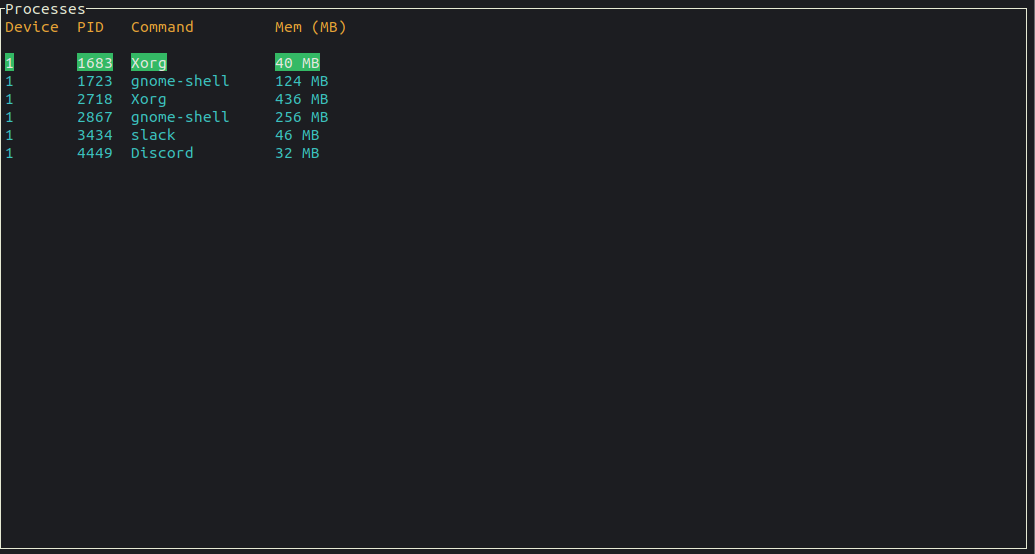 Processes
Device PID Command Mem (MB)
1 1683 Xorg 40 MB
1 1723 gnome-shell 124 MB
1 2718 Xorg 436 MB
1 2867 gnome-shell 256 MB
1 3434 slack 46 MB
1 4449 Discord 32 MB